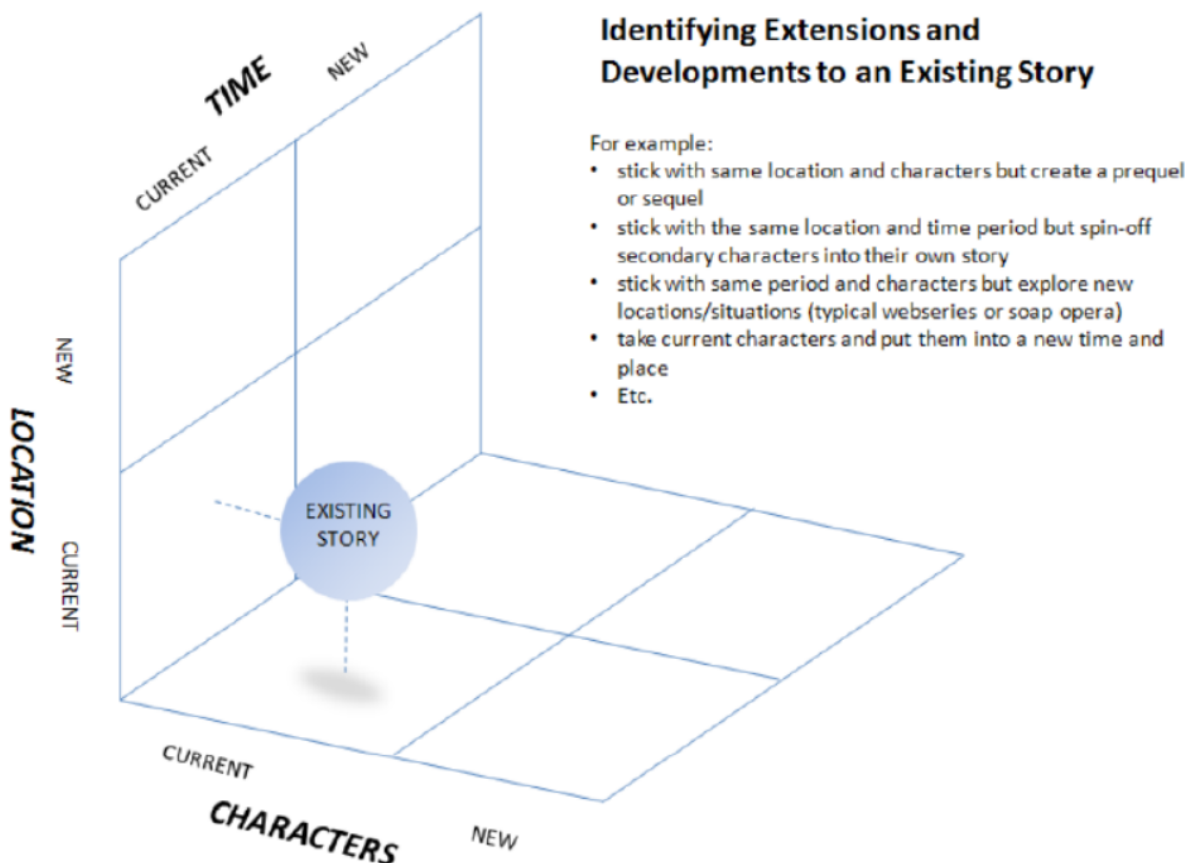 Identifying Extensions and
Developments to an Existing Story
For example:
• stick with same location and characters but create a prequel
or sequel
• stick with the same location and time period but spin-off
secondary characters into their own story
• stick with same period and characters but explore new
locations/situations (typical webseries or soap opera)
• take current characters and put them into a new time and
place
• Etc.
TIME
NEW
CURRENT
NEW
LOCATION
CURRENT
EXISTING
STORY
CURRENT
CHARACTERS
NEW